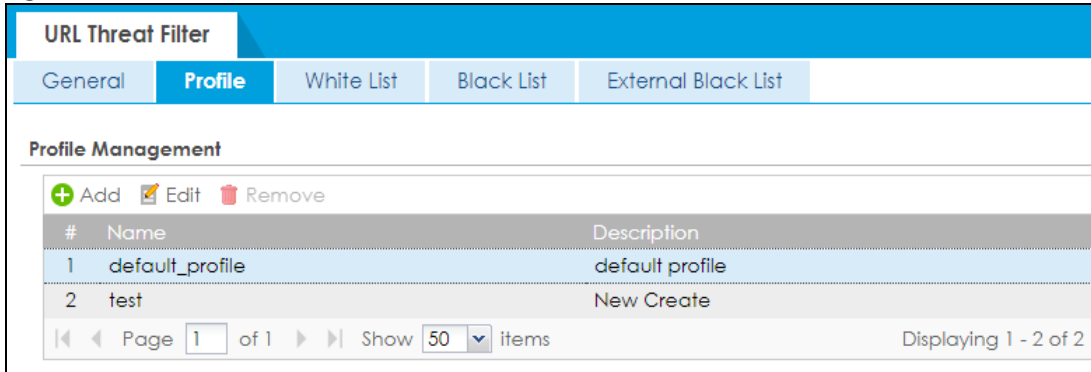 URL Threat Filter
General Profile White List Black List External Black List
Profile Management
Add Edit Remove
# Name Description
1 default_profile default profile
2 test New Create
Page 1 of 1 Show 50 items Displaying 1 - 2 of 2